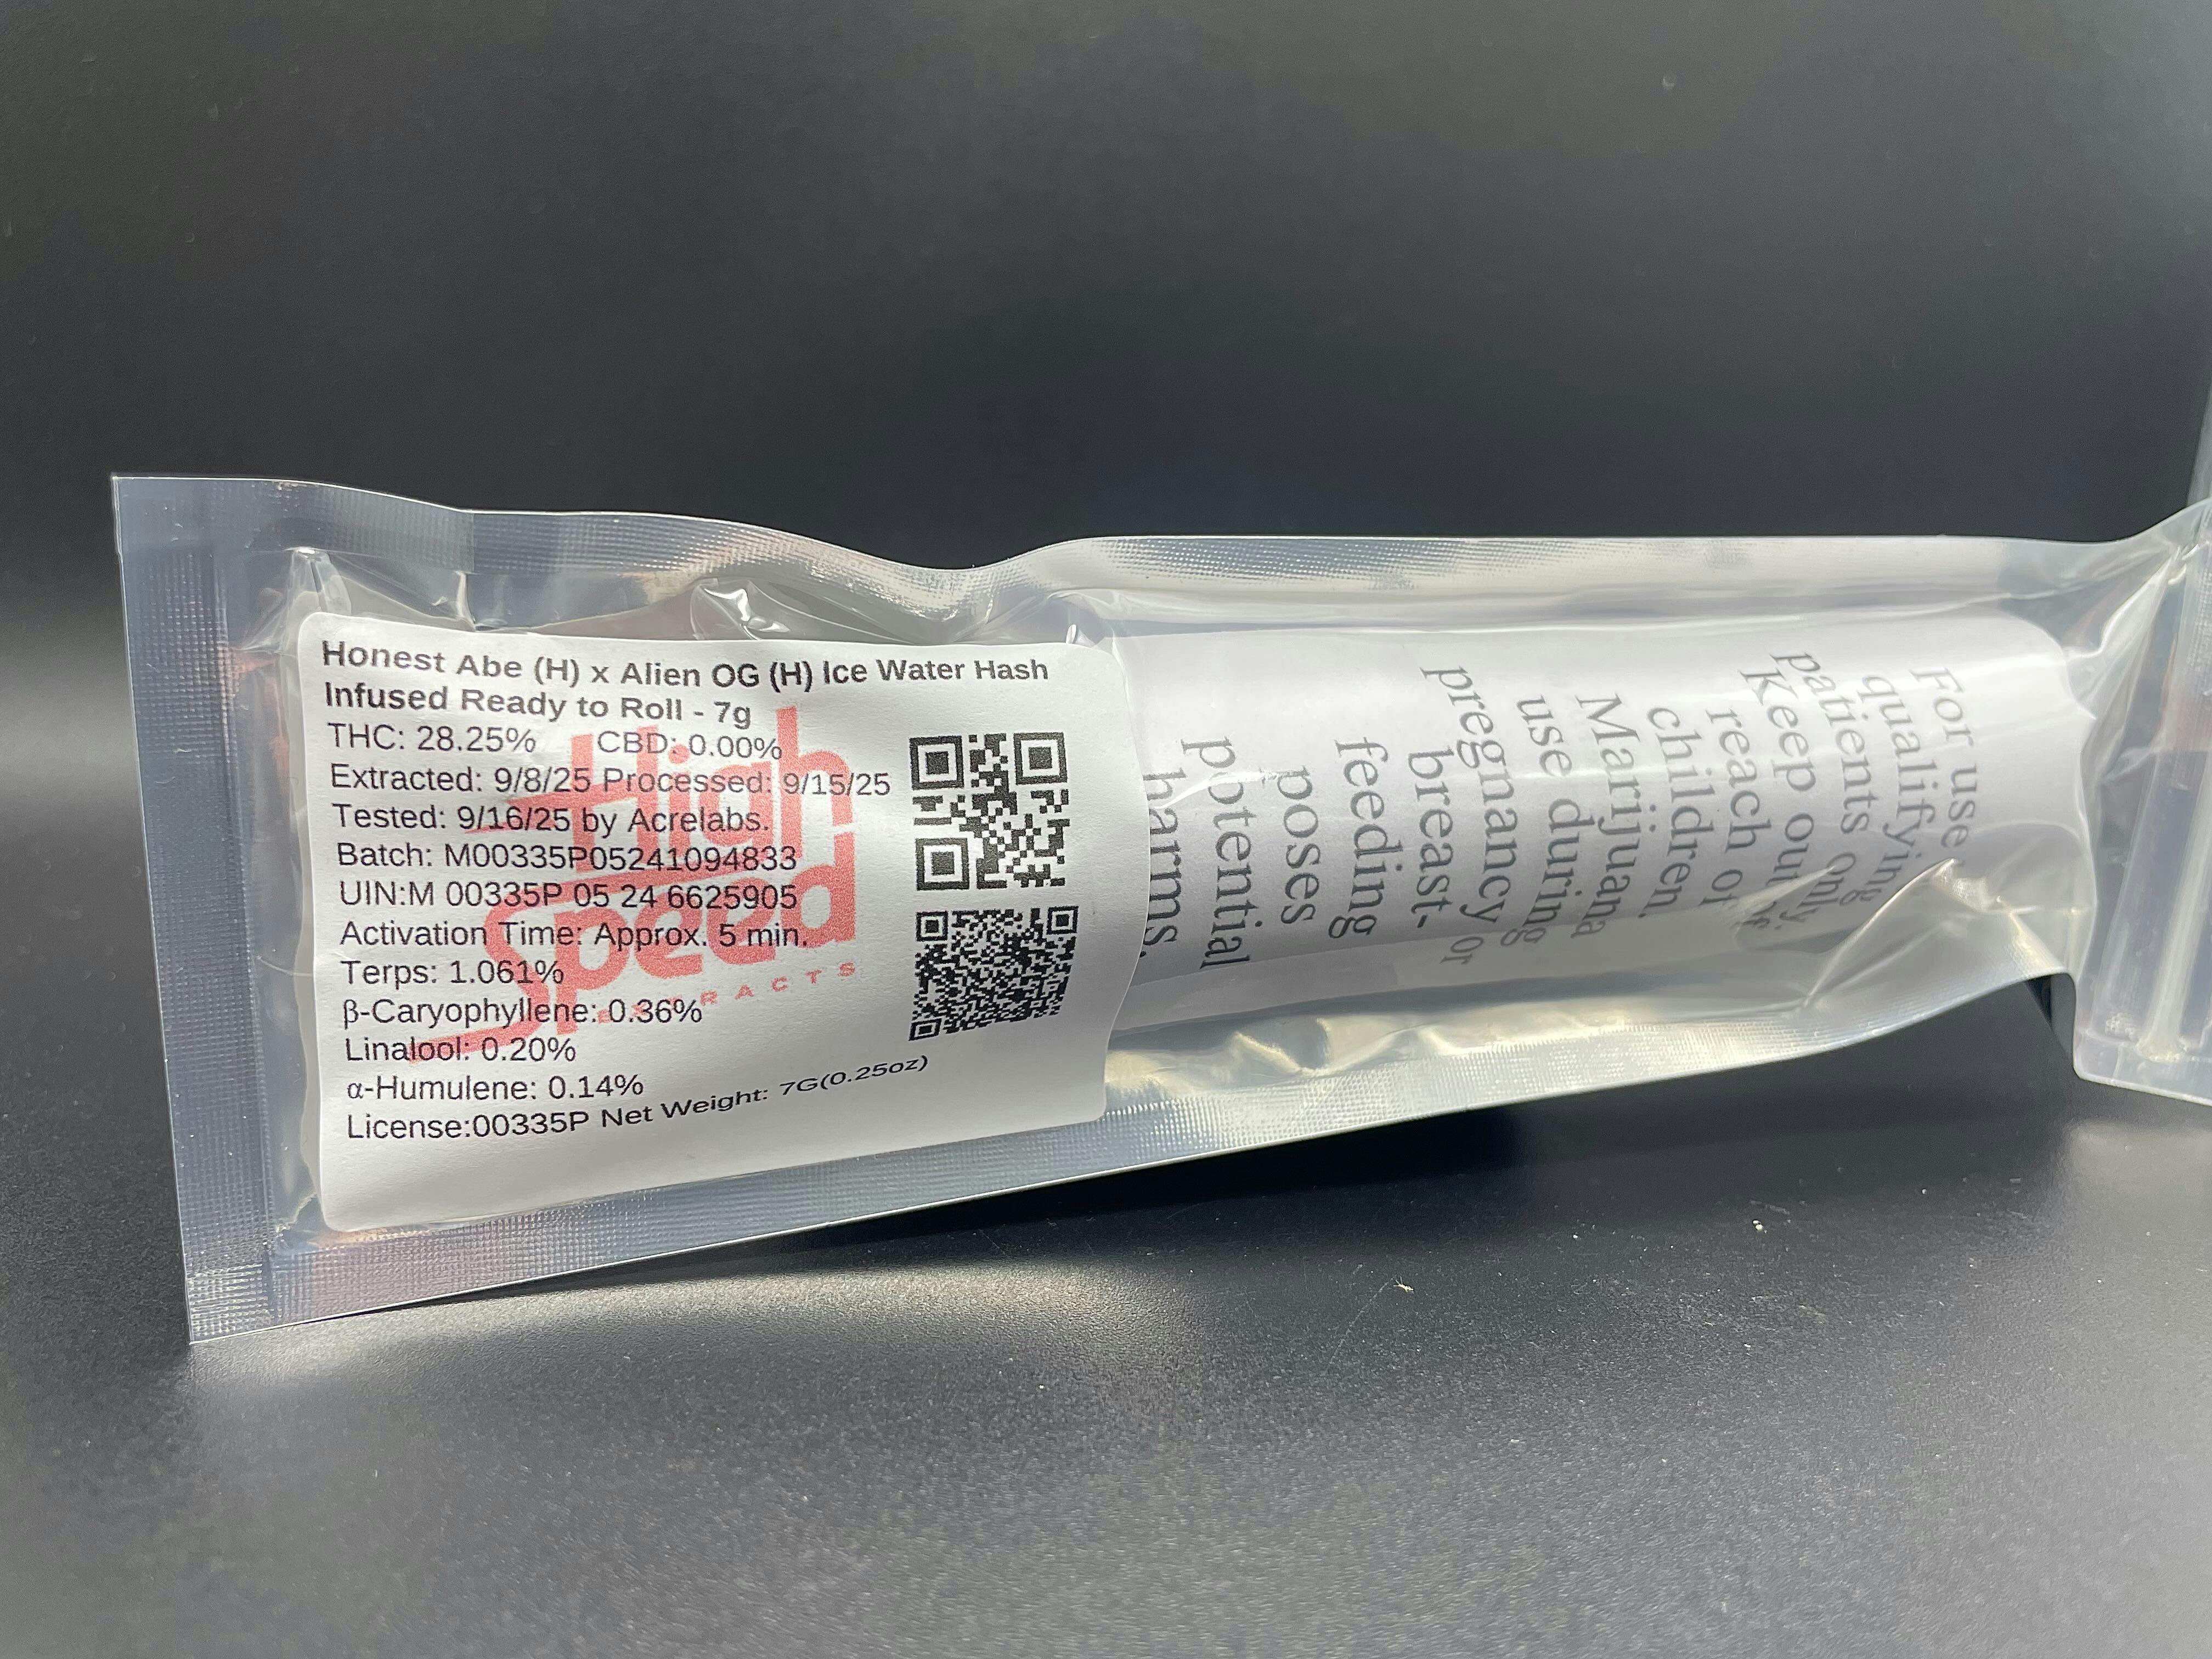 Honest Abe (H) x Alien OG (H) Ice Water Hash
Infused Ready to Roll - 7g
THC: 28.25% CBD: 0.00%
Extracted: 9/8/25 Processed: 9/15/25
Tested: 9/16/25 by Acrelabs.
Batch: M00335P05241094833
UIN:M 00335P 05 24 6625905
Activation Time: Approx. 5 min.
Terps: 1.061%
β-Caryophyllene: 0.36%
Linalool: 0.20%
α-Humulene: 0.14%
License:00335P Net Weight: 7G(0.25oz)
High
Speed
For use
qualifying
patients only.
Keep out
reach of
children.
Marijuana
use during
pregnancy or
breast-
feeding
poses
potential
harms.